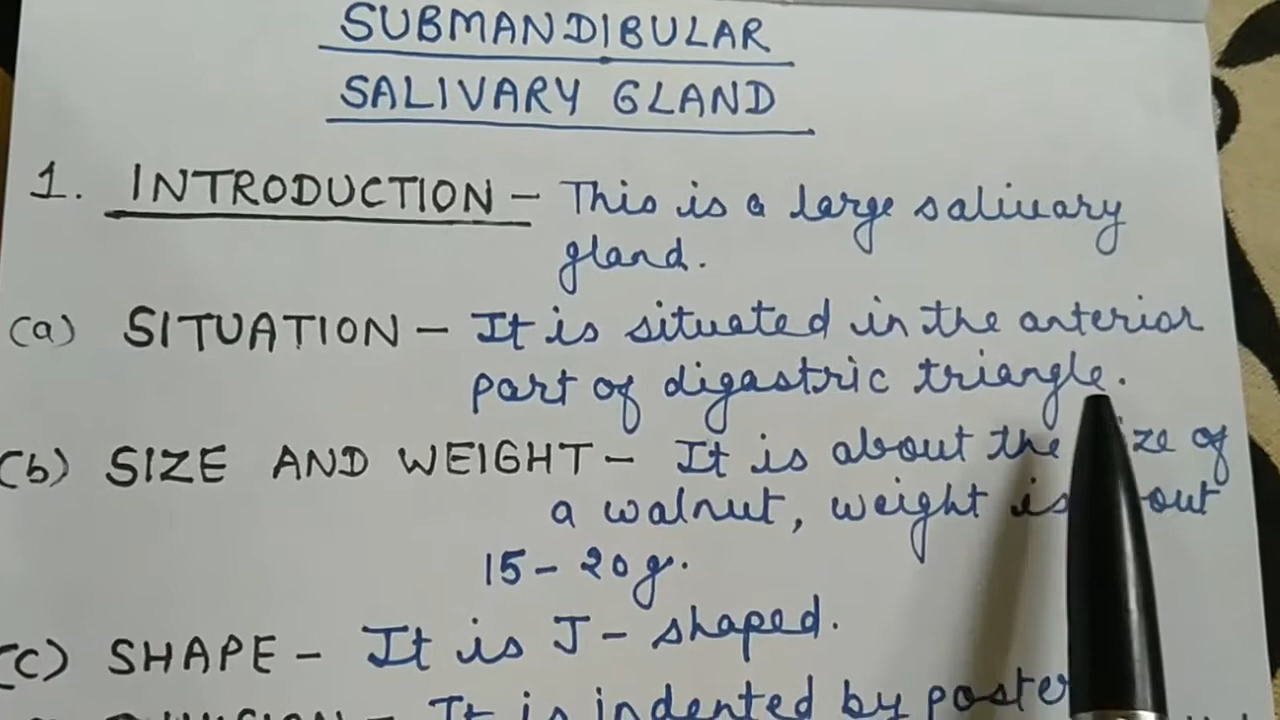 SUBMANDIBULAR
SALIVARY GLAND
1. INTRODUCTION - This is a large salivary
gland.
(a) SITUATION - It is situated in the anterior
part of digastric triangle.
(b) SIZE AND WEIGHT - It is about the of
a walnut, weight is
15-20g.
(C) SHAPE - It is J-shaped.
It is indented by